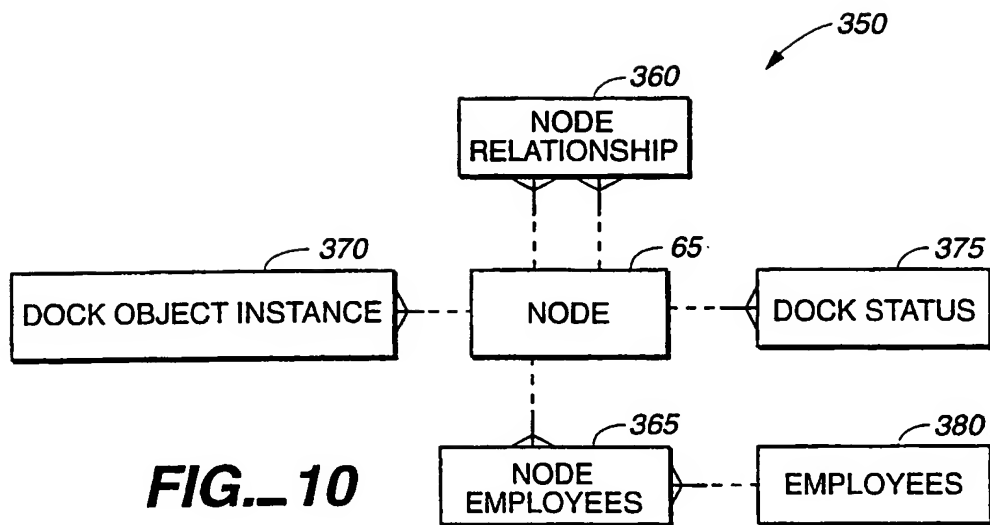 350
360
NODE
RELATIONSHIP
370
65
375
DOCK OBJECT INSTANCE
NODE
DOCK STATUS
365
380
NODE
EMPLOYEES
EMPLOYEES
FIG._10